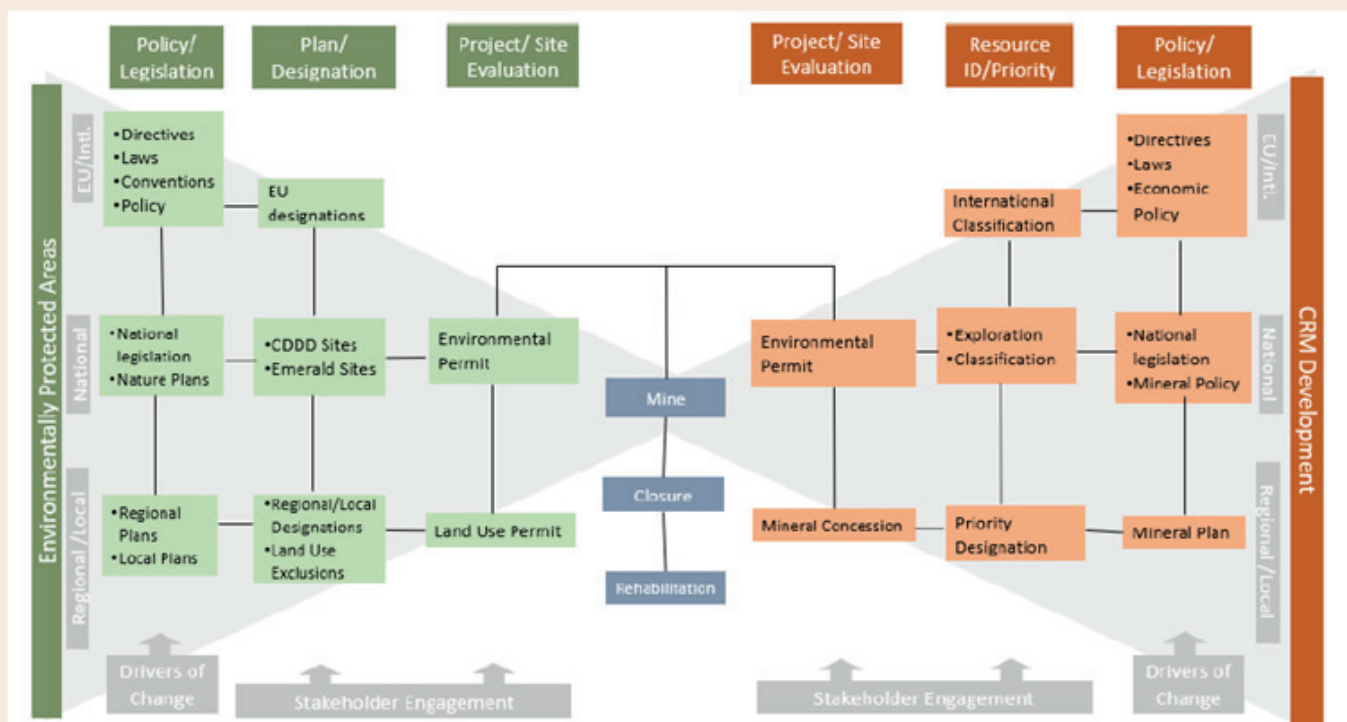 Policy/
Legislation
Plan/
Designation
Project/ Site
Evaluation
Project/ Site
Evaluation
Resource
ID/Priority
Policy/
Legislation
Environmentally Protected Areas
EU/Intl.
National
Regional /Local
•Directives
•Laws
•Conventions
•Policy
EU
designations
•National
legislation
•Nature Plans
•CDDD Sites
•Emerald Sites
Environmental
Permit
•Regional
Plans
•Local Plans
•Regional/Local
Designations
•Land Use
Exclusions
Land Use Permit
Mine
Closure
Rehabilitation
International
Classification
•Directives
•Laws
•Economic
Policy
Environmental
Permit
•Exploration
•Classification
•National
legislation
•Mineral Policy
Mineral Concession
Priority
Designation
Mineral Plan
EU/Intl.
National
Regional /Local
CRM Development
Drivers of
Change
Stakeholder Engagement
Stakeholder Engagement
Drivers of
Change